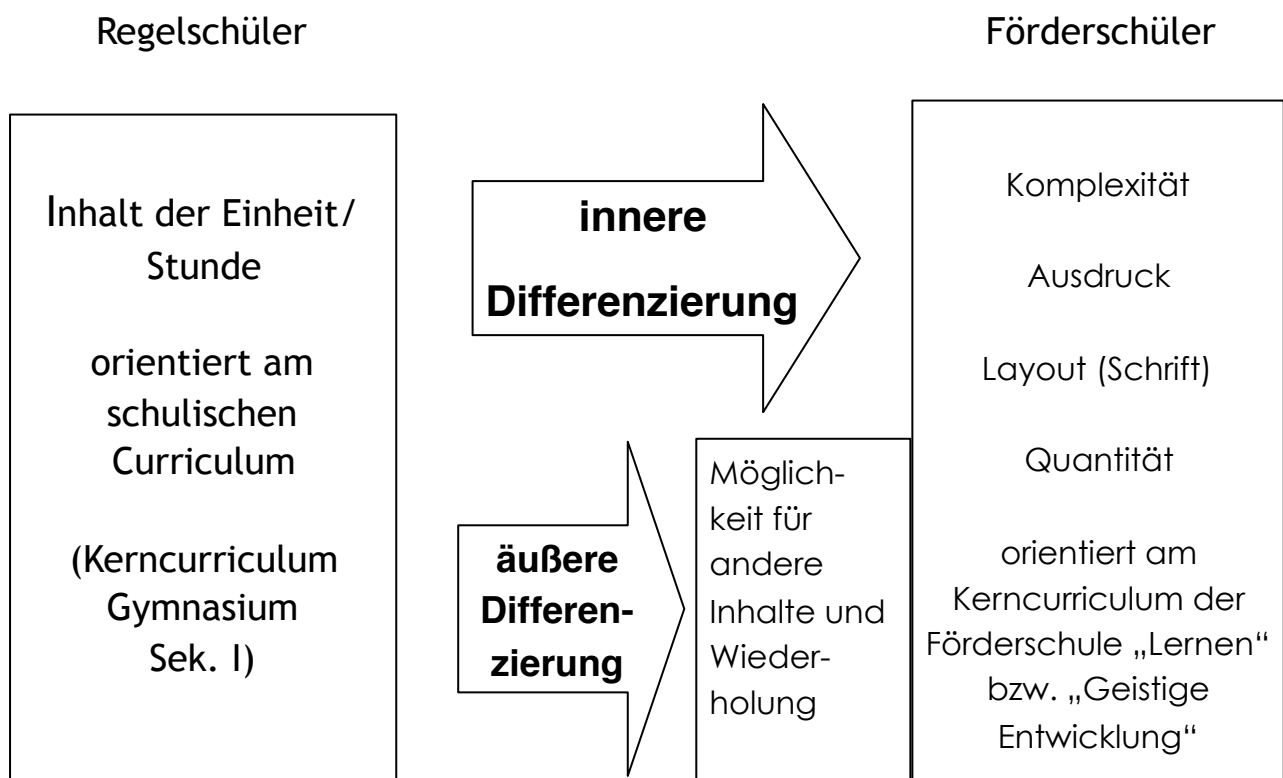 Regelschüler
Förderschüler
Inhalt der Einheit/
Stunde
orientiert am
schulischen
Curriculum
(Kerncurriculum
Gymnasium
Sek. I)
innere
Differenzierung
äußere
Differen-
zierung
Möglich-
keit für
andere
Inhalte und
Wieder-
holung
Komplexität
Ausdruck
Layout (Schrift)
Quantität
orientiert am
Kerncurriculum der
Förderschule „Lernen“
bzw. „Geistige
Entwicklung“